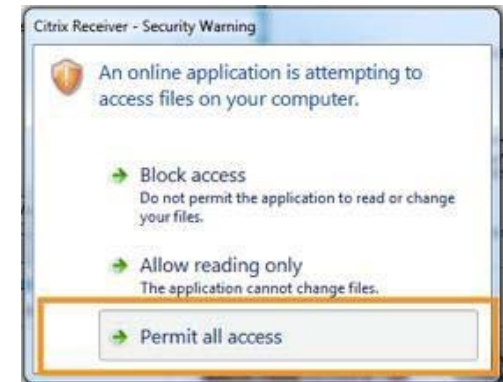 Citrix Receiver - Security Warning
An online application is attempting to
access files on your computer.
Block access
Do not permit the application to read or change
your files.
Allow reading only
The application cannot change files.
Permit all access